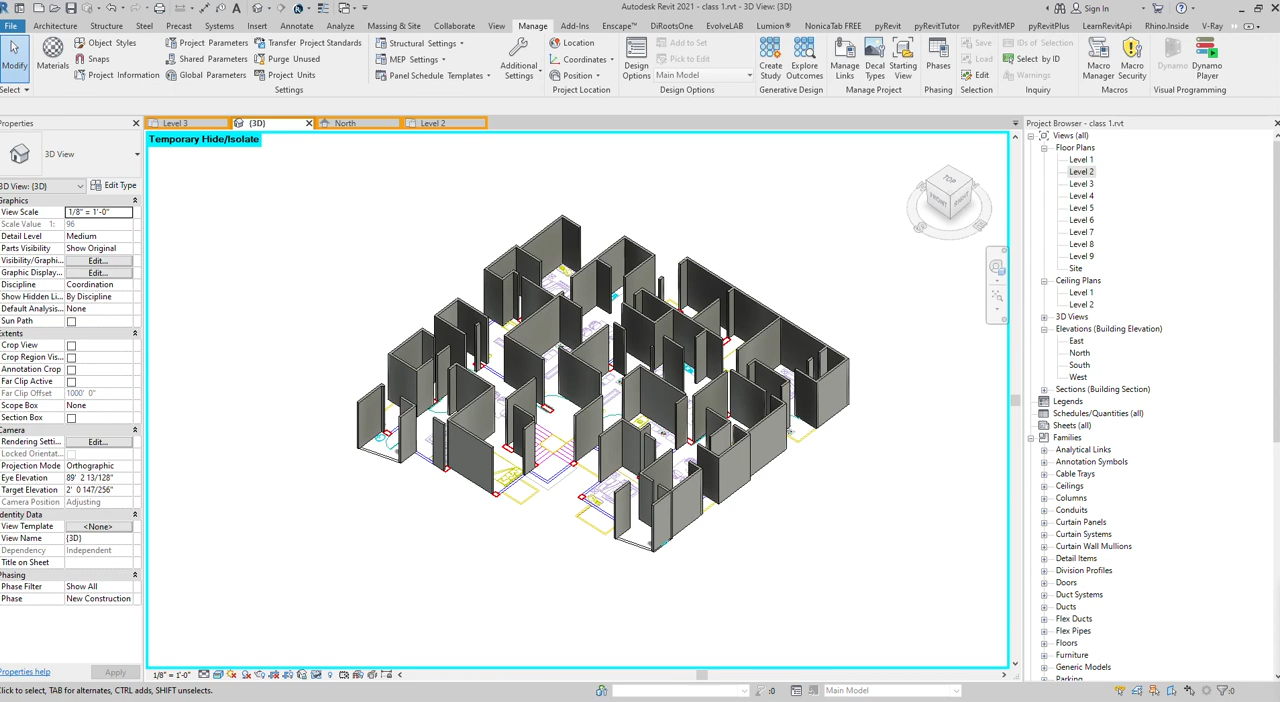 Autodesk Revit 2021 - class 1.rvt - 3D View: {3D}
Sign In
File Architecture Structure Steel Precast Systems Insert Annotate Analyze Massing & Site Collaborate View Manage Add-Ins Enscape™ DiRootsOne EvolveLAB Lumion® NonicaTab FREE pyRevit pyRevitTutor pyRevitMEP pyRevitPlus LearnRevitApi Rhino.Inside V-Ray
Modify
Select
Materials
Object Styles
Snaps
Project Information
Project Parameters
Shared Parameters
Global Parameters
Transfer Project Standards
Purge Unused
Project Units
Settings
Structural Settings
MEP Settings
Panel Schedule Templates
Additional Settings
Location
Coordinates
Position
Project Location
Design Options
Add to Set
Pick to Edit
Main Model
Design Options
Create Study
Explore Outcomes
Generative Design
Manage Links
Decal Types
Starting View
Manage Project
Phases
Phasing
Save
Load
Edit
Selection
IDs of Selection
Select by ID
Warnings
Inquiry
Macro Manager
Macro Security
Macros
Dynamo
Dynamo Player
Visual Programming
Properties
3D View
3D View: {3D}
Edit Type
Graphics
View Scale 1/8" = 1'-0"
Scale Value 1: 96
Detail Level Medium
Parts Visibility Show Original
Visibility/Graphi... Edit...
Graphic Display... Edit...
Discipline Coordination
Show Hidden Li... By Discipline
Default Analysis... None
Sun Path
Extents
Crop View
Crop Region Vis...
Annotation Crop
Far Clip Active
Far Clip Offset 1000' 0"
Scope Box None
Section Box
Camera
Rendering Setti... Edit...
Locked Orientat...
Projection Mode Orthographic
Eye Elevation 89' 2 13/128"
Target Elevation 2' 0 147/256"
Camera Position Adjusting
Identity Data
View Template <None>
View Name {3D}
Dependency Independent
Title on Sheet
Phasing
Phase Filter Show All
Phase New Construction
Properties help
Apply
Level 3
{3D}
North
Level 2
Temporary Hide/Isolate
TOP
FRONT
RIGHT
1/8" = 1'-0"
Project Browser - class 1.rvt
Views (all)
Floor Plans
Level 1
Level 2
Level 3
Level 4
Level 5
Level 6
Level 7
Level 8
Level 9
Site
Ceiling Plans
Level 1
Level 2
3D Views
Elevations (Building Elevation)
East
North
South
West
Sections (Building Section)
Legends
Schedules/Quantities (all)
Sheets (all)
Families
Analytical Links
Annotation Symbols
Cable Trays
Ceilings
Columns
Conduits
Curtain Panels
Curtain Systems
Curtain Wall Mullions
Detail Items
Division Profiles
Doors
Duct Systems
Ducts
Flex Ducts
Flex Pipes
Floors
Furniture
Generic Models
Parking
Click to select, TAB for alternates, CTRL adds, SHIFT unselects.
:0
Main Model
:0